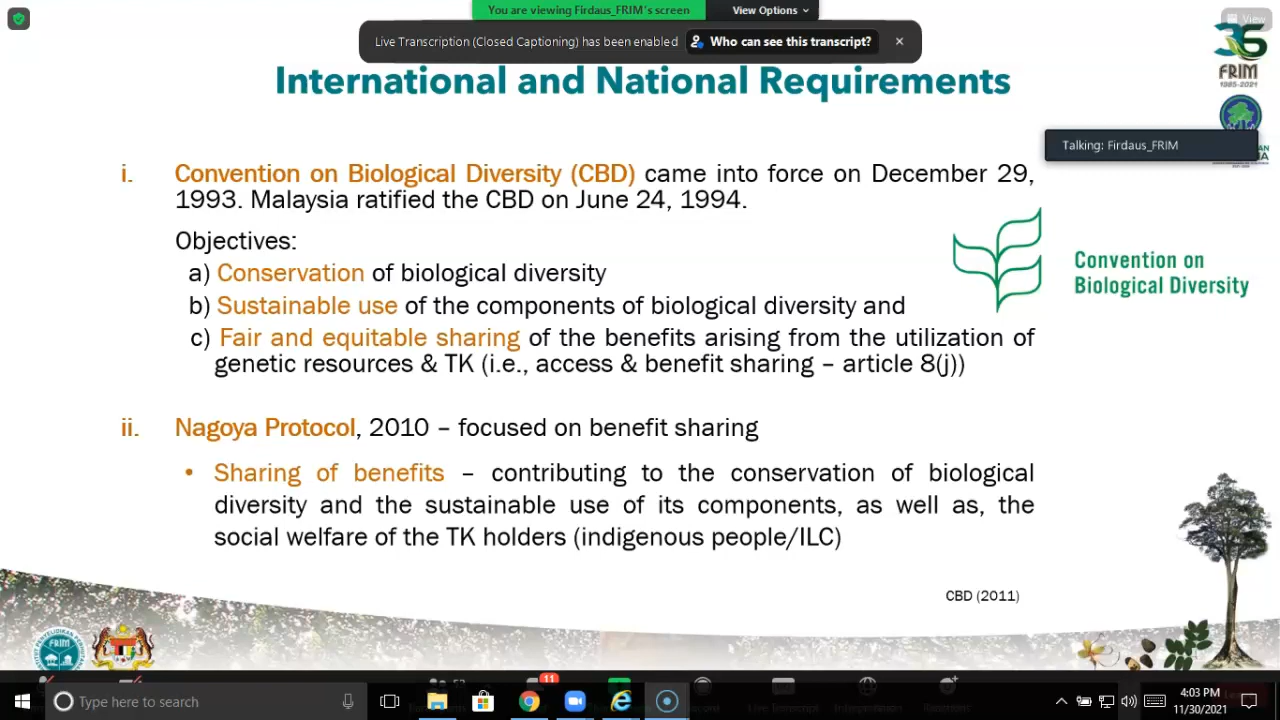 You are viewing Firdaus_FRIM's screen
View Options
View
Live Transcription (Closed Captioning) has been enabled
Who can see this transcript?
International and National Requirements
FRIM
1985-2021
Talking: Firdaus_FRIM
i. Convention on Biological Diversity (CBD) came into force on December 29,
1993. Malaysia ratified the CBD on June 24, 1994.
Objectives:
a) Conservation of biological diversity
b) Sustainable use of the components of biological diversity and
c) Fair and equitable sharing of the benefits arising from the utilization of
genetic resources & TK (i.e., access & benefit sharing – article 8(j))
Convention on
Biological Diversity
ii. Nagoya Protocol, 2010 – focused on benefit sharing
• Sharing of benefits – contributing to the conservation of biological
diversity and the sustainable use of its components, as well as, the
social welfare of the TK holders (indigenous people/ILC)
CBD (2011)
FRIM
11
Type here to search
Live Transcript
4:03 PM
11/30/2021